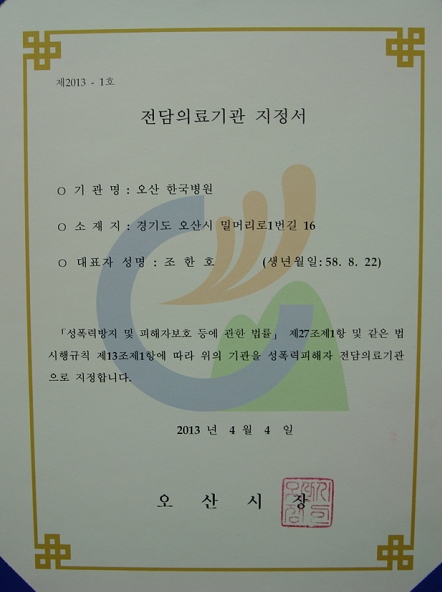 제2013 - 1호
전담의료기관 지정서
○ 기 관 명 : 오산 한국병원
○ 소 재 지 : 경기도 오산시 밀머리로1번길 16
○ 대표자 성명 : 조 한 호 (생년월일: 58. 8. 22)
「성폭력방지 및 피해자보호 등에 관한 법률」 제27조제1항 및 같은 법
시행규칙 제13조제1항에 따라 위의 기관을 성폭력피해자 전담의료기관
으로 지정합니다.
2013 년 4 월 4 일
오 산 시 장